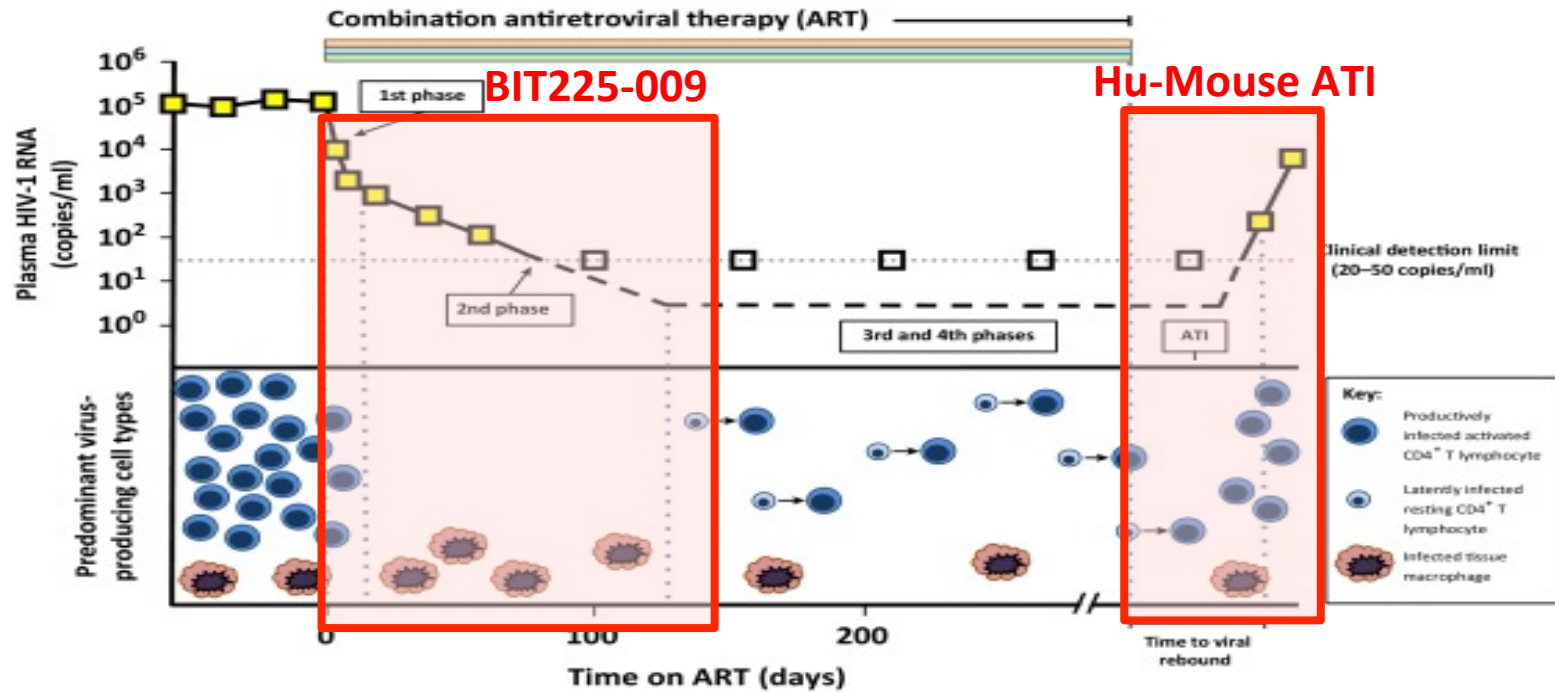 Combination antiretroviral therapy (ART)
BIT225-009
Hu-Mouse ATI
Plasma HIV-1 RNA
(copies/ml)
10⁶
10⁵
10⁴
10³
10²
10¹
10⁰
1st phase
2nd phase
3rd and 4th phases
ATI
Clinical detection limit
(20–50 copies/ml)
Predominant virus-
producing cell types
Key:
Productively
infected activated
CD4⁺ T lymphocyte
Latently infected
resting CD4⁺ T
lymphocyte
Infected tissue
macrophage
0
100
200
Time to viral
rebound
Time on ART (days)